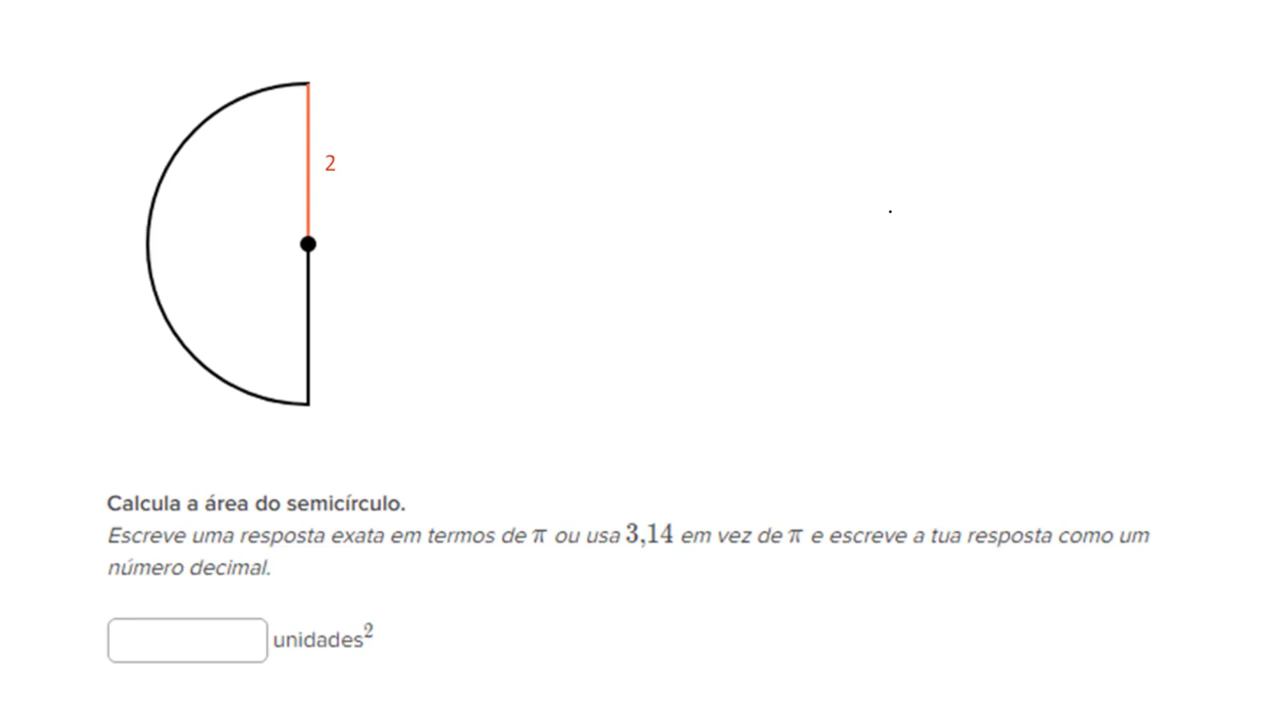 2
Calcula a área do semicírculo.
Escreve uma resposta exata em termos de π ou usa 3,14 em vez de π e escreve a tua resposta como um
número decimal.
unidades²